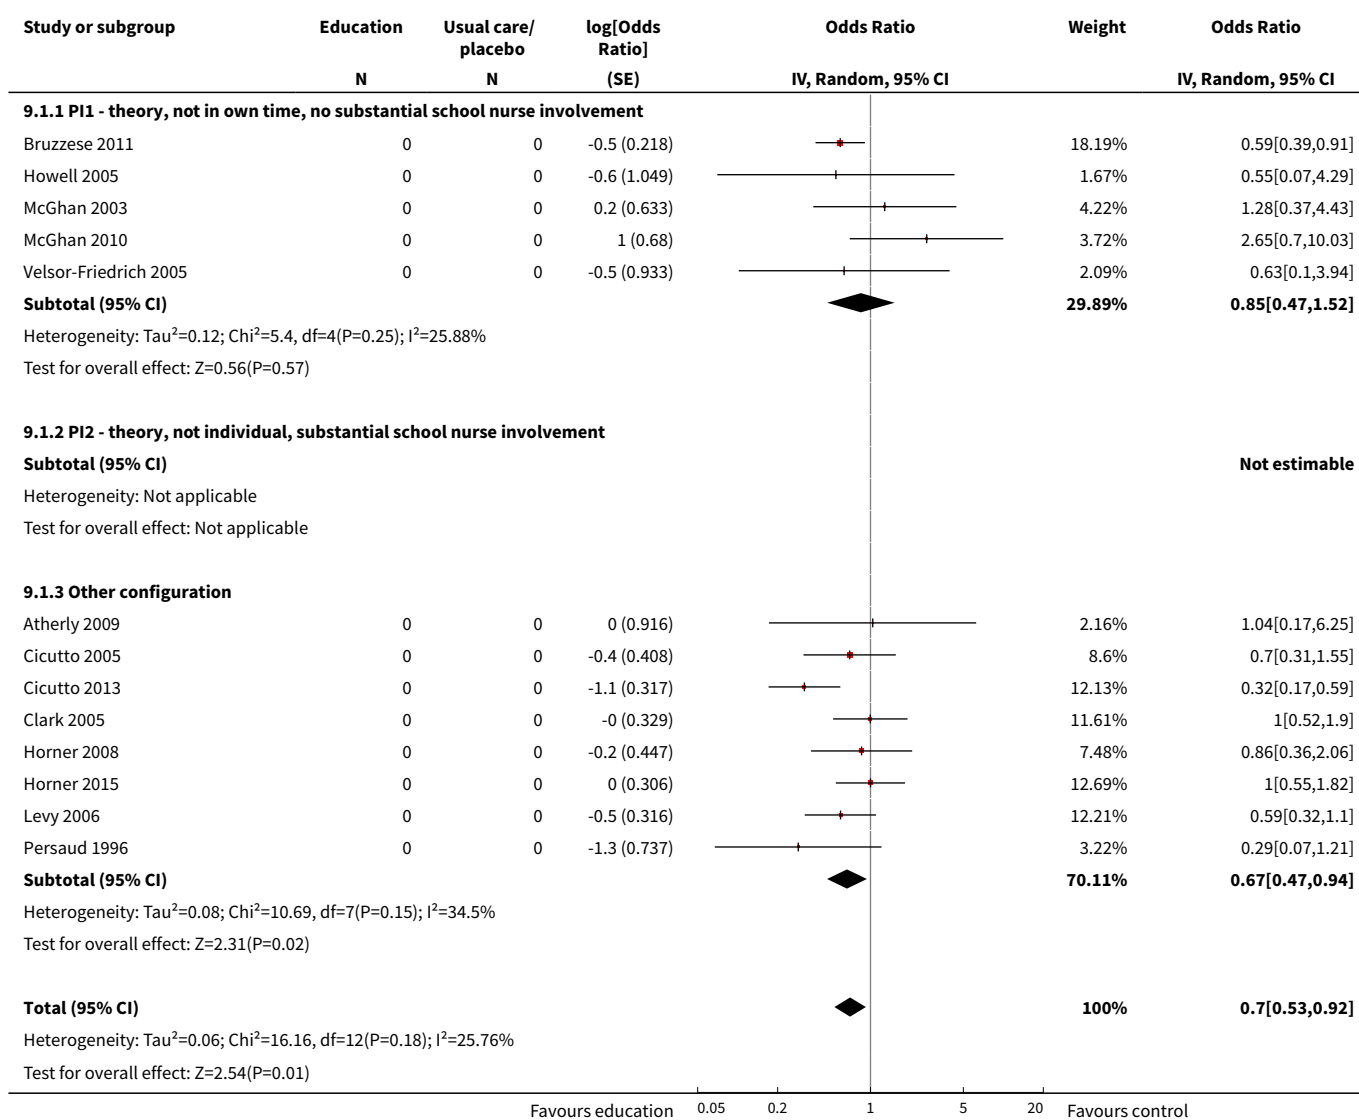 Study or subgroup Education Usual care/ placebo log[Odds Ratio] Odds Ratio Weight Odds Ratio
N N (SE) IV, Random, 95% CI IV, Random, 95% CI
9.1.1 PI1 - theory, not in own time, no substantial school nurse involvement
Bruzzese 2011 0 0 -0.5 (0.218) 18.19% 0.59[0.39,0.91]
Howell 2005 0 0 -0.6 (1.049) 1.67% 0.55[0.07,4.29]
McGhan 2003 0 0 0.2 (0.633) 4.22% 1.28[0.37,4.43]
McGhan 2010 0 0 1 (0.68) 3.72% 2.65[0.7,10.03]
Velsor-Friedrich 2005 0 0 -0.5 (0.933) 2.09% 0.63[0.1,3.94]
Subtotal (95% CI) 29.89% 0.85[0.47,1.52]
Heterogeneity: Tau²=0.12; Chi²=5.4, df=4(P=0.25); I²=25.88%
Test for overall effect: Z=0.56(P=0.57)
9.1.2 PI2 - theory, not individual, substantial school nurse involvement
Subtotal (95% CI) Not estimable
Heterogeneity: Not applicable
Test for overall effect: Not applicable
9.1.3 Other configuration
Atherly 2009 0 0 0 (0.916) 2.16% 1.04[0.17,6.25]
Cicutto 2005 0 0 -0.4 (0.408) 8.6% 0.7[0.31,1.55]
Cicutto 2013 0 0 -1.1 (0.317) 12.13% 0.32[0.17,0.59]
Clark 2005 0 0 -0 (0.329) 11.61% 1[0.52,1.9]
Horner 2008 0 0 -0.2 (0.447) 7.48% 0.86[0.36,2.06]
Horner 2015 0 0 0 (0.306) 12.69% 1[0.55,1.82]
Levy 2006 0 0 -0.5 (0.316) 12.21% 0.59[0.32,1.1]
Persaud 1996 0 0 -1.3 (0.737) 3.22% 0.29[0.07,1.21]
Subtotal (95% CI) 70.11% 0.67[0.47,0.94]
Heterogeneity: Tau²=0.08; Chi²=10.69, df=7(P=0.15); I²=34.5%
Test for overall effect: Z=2.31(P=0.02)
Total (95% CI) 100% 0.7[0.53,0.92]
Heterogeneity: Tau²=0.06; Chi²=16.16, df=12(P=0.18); I²=25.76%
Test for overall effect: Z=2.54(P=0.01)
Favours education 0.05 0.2 1 5 20 Favours control